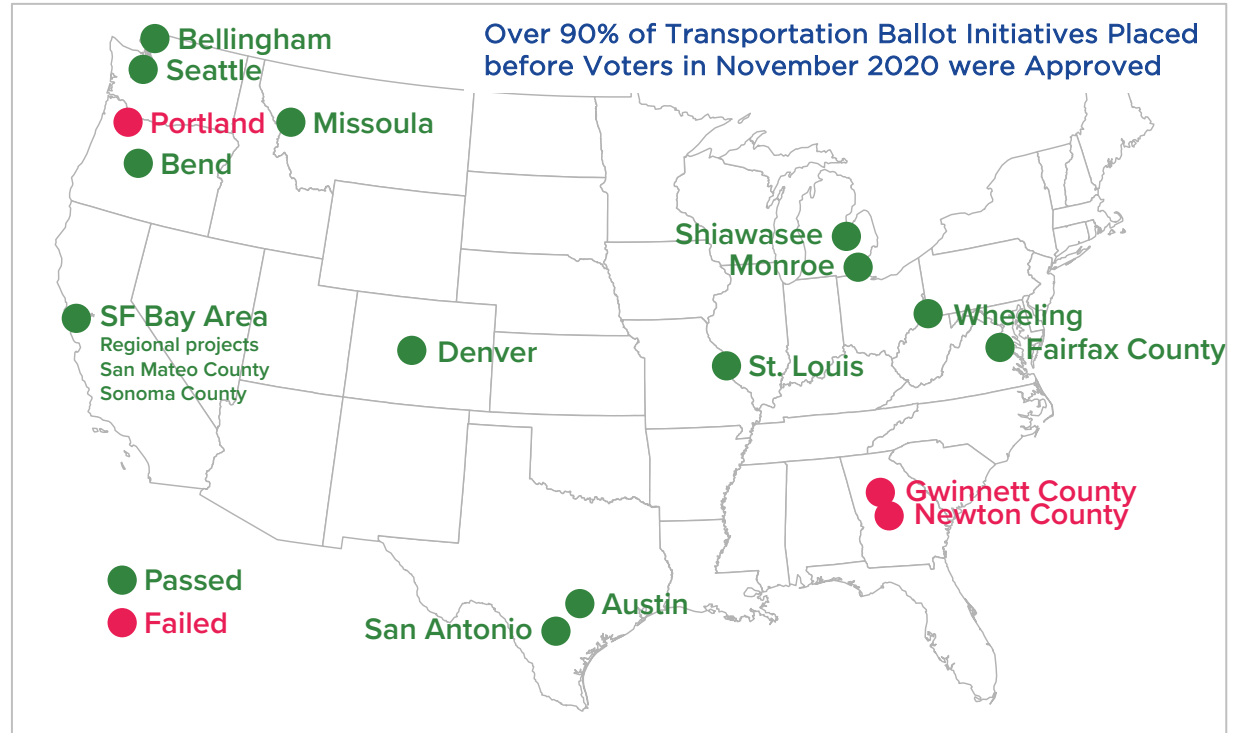 Over 90% of Transportation Ballot Initiatives Placed
before Voters in November 2020 were Approved
Bellingham
Seattle
Portland
Missoula
Bend
Shiawasee
Monroe
SF Bay Area
Regional projects
San Mateo County
Sonoma County
Denver
St. Louis
Wheeling
Fairfax County
Gwinnett County
Newton County
Passed
Failed
Austin
San Antonio